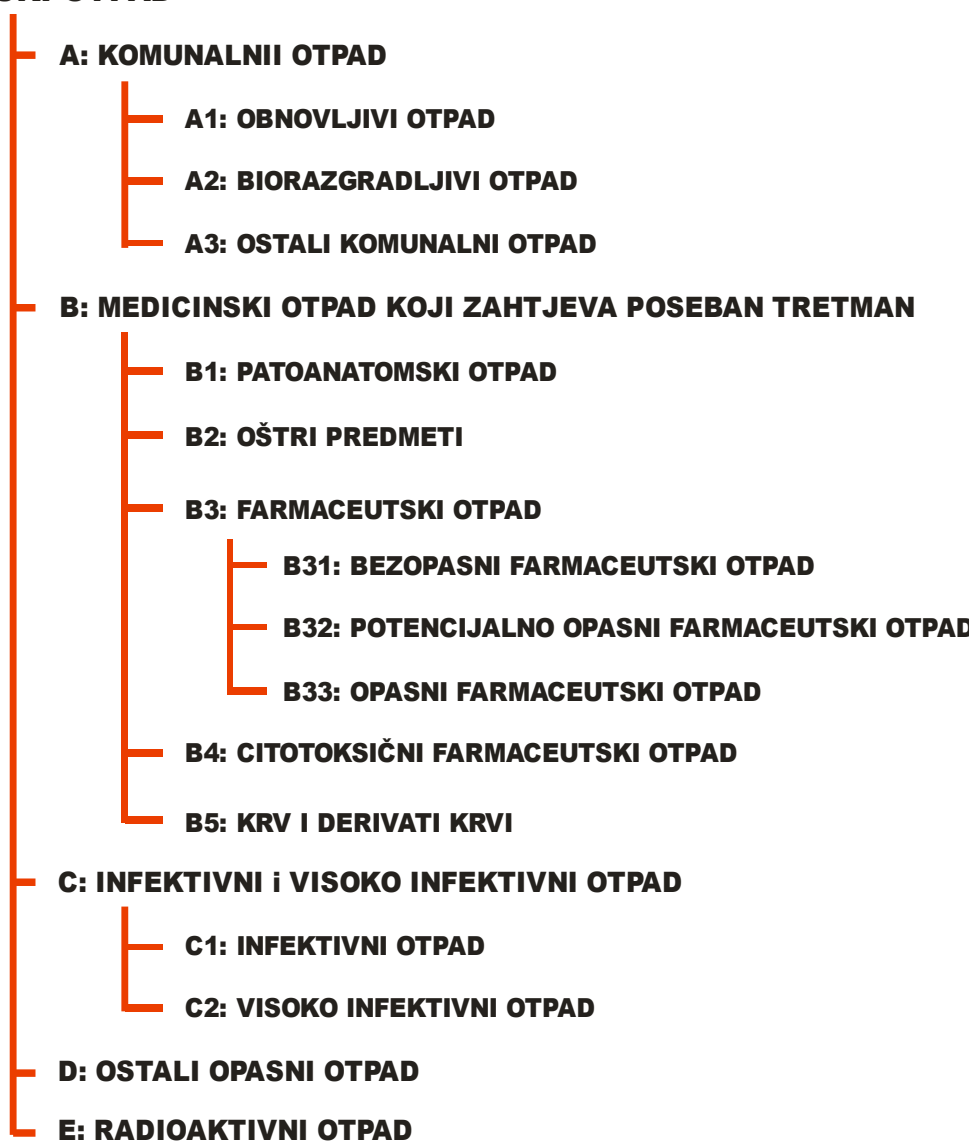 A: KOMUNALNII OTPAD
A1: OBNOVLJIVI OTPAD
A2: BIORAZGRADLJIVI OTPAD
A3: OSTALI KOMUNALNI OTPAD
B: MEDICINSKI OTPAD KOJI ZAHTJEVA POSEBAN TRETMAN
B1: PATOANATOMSKI OTPAD
B2: OŠTRI PREDMETI
B3: FARMACEUTSKI OTPAD
B31: BEZOPASNI FARMACEUTSKI OTPAD
B32: POTENCIJALNO OPASNI FARMACEUTSKI OTPAD
B33: OPASNI FARMACEUTSKI OTPAD
B4: CITOTOKSIČNI FARMACEUTSKI OTPAD
B5: KRV I DERIVATI KRVI
C: INFEKTIVNI i VISOKO INFEKTIVNI OTPAD
C1: INFEKTIVNI OTPAD
C2: VISOKO INFEKTIVNI OTPAD
D: OSTALI OPASNI OTPAD
E: RADIOAKTIVNI OTPAD